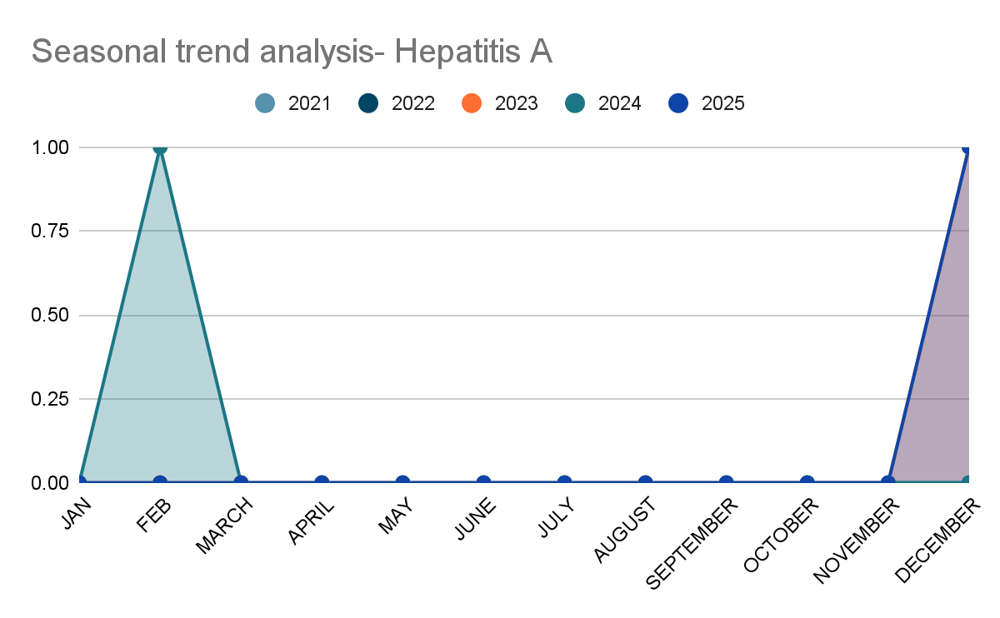 Seasonal trend analysis- Hepatitis A
2021 2022 2023 2024 2025
1.00
0.75
0.50
0.25
0.00
JAN FEB MARCH APRIL MAY JUNE JULY AUGUST SEPTEMBER OCTOBER NOVEMBER DECEMBER